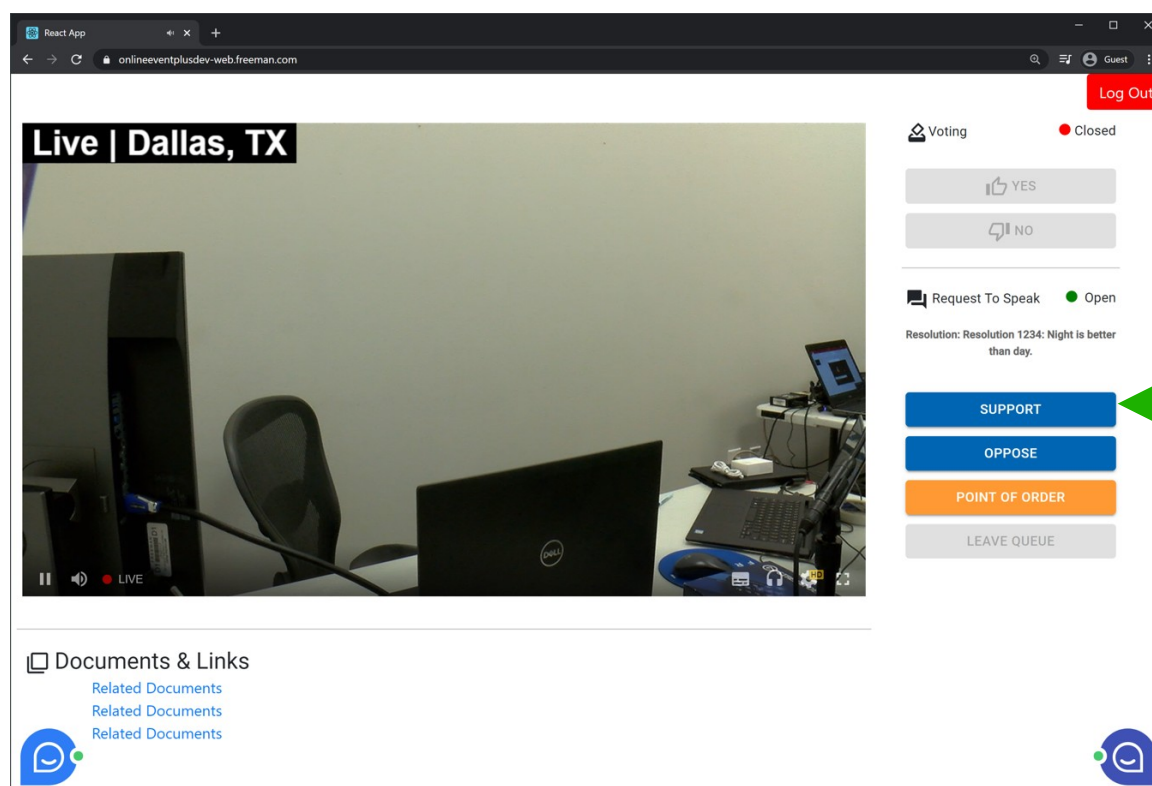 React App
onlineeventplusdev-web.freeman.com
Guest
Log Out
Live | Dallas, TX
Voting
Closed
YES
NO
Request To Speak
Open
Resolution: Resolution 1234: Night is better
than day.
SUPPORT
OPPOSE
POINT OF ORDER
LEAVE QUEUE
DELL
LIVE
HD
Documents & Links
Related Documents
Related Documents
Related Documents